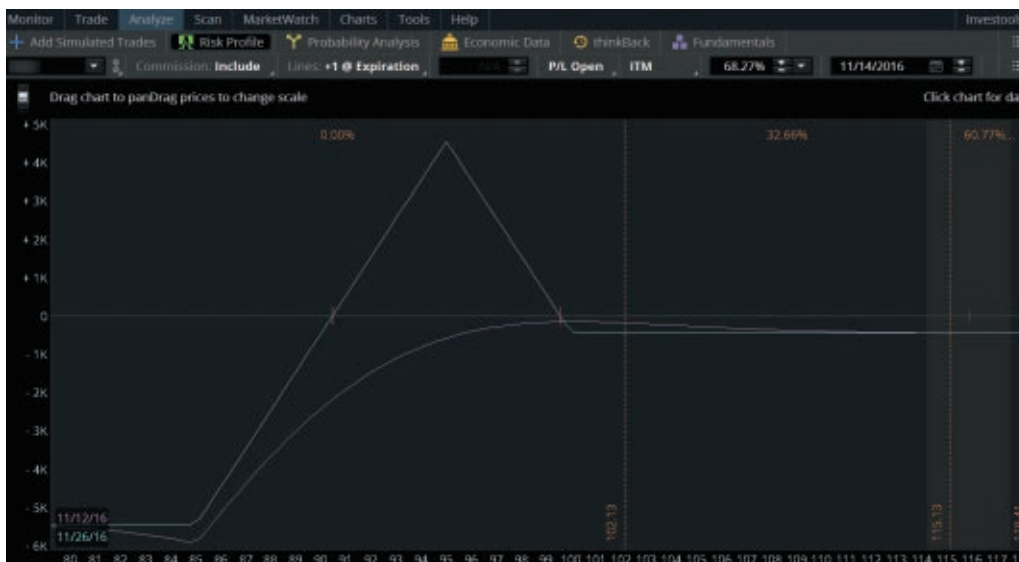 Monitor Trade Analyze Scan MarketWatch Charts Tools Help Investools
Add Simulated Trades Risk Profile Probability Analysis Economic Data thinkBack Fundamentals
Commission: Include Lines: +1 @ Expiration N/A P/L Open ITM 68.27% 11/14/2016
Drag chart to panDrag prices to change scale Click chart for da
+ 5K 0.00% 32.66% 60.77%...
+ 4K
+ 3K
+ 2K
+ 1K
0
- 1K
- 2K
- 3K
- 4K
- 5K
102.13 115.13
11/12/16
11/26/16
- 6K
80 81 82 83 84 85 86 87 88 89 90 91 92 93 94 95 96 97 98 99 100 101 102 103 104 105 106 107 108 109 110 111 112 113 114 115 116 117